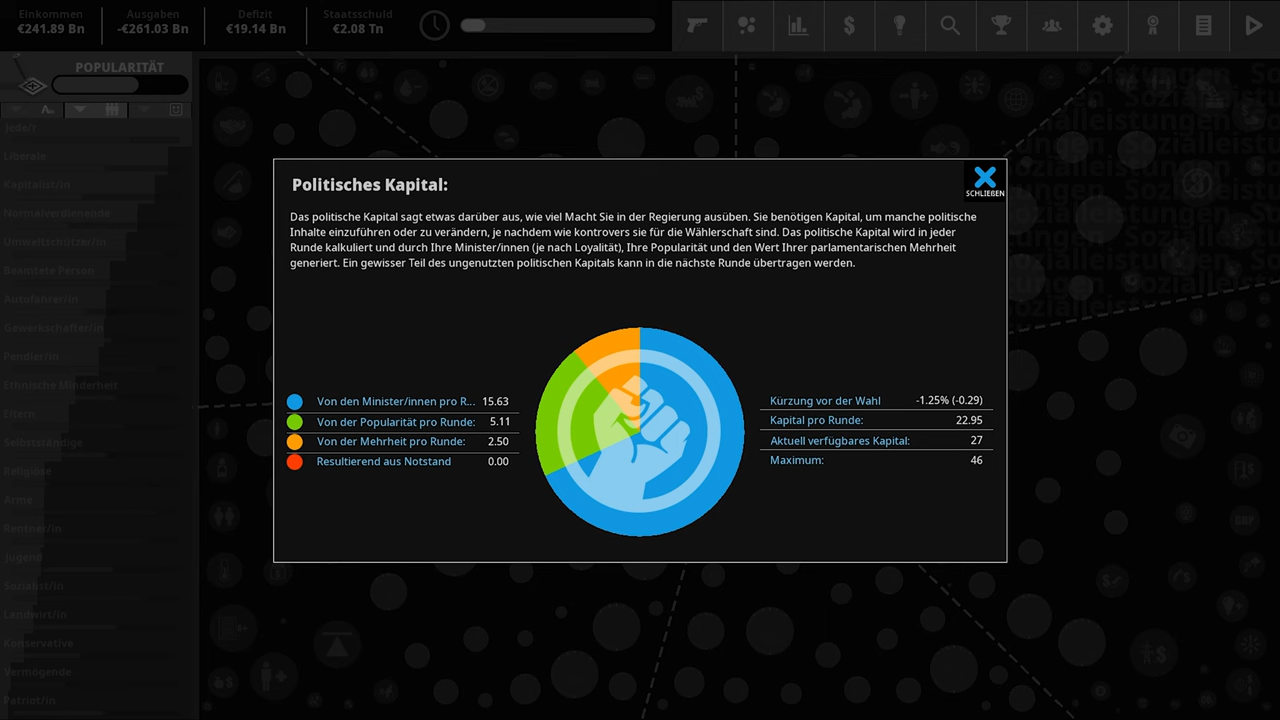 Einkommen
€241.89 Bn
Ausgaben
-€261.03 Bn
Defizit
€19.14 Bn
Staatsschuld
€2.08 Tn
POPULARITÄT
Jede/r
Liberale
Kapitalist/in
Normalverdienende
Umweltschützer/in
Beamtete Person
Autofahrer/in
Gewerkschafter/in
Pendler/in
Ethnische Minderheit
Eltern
Selbstständige
Religiöse
Arme
Rentner/in
Jugend
Sozialist/in
Landwirt/in
Konservative
Vermögende
Patriot/in
Politisches Kapital:
SCHLIEẞEN
Das politische Kapital sagt etwas darüber aus, wie viel Macht Sie in der Regierung ausüben. Sie benötigen Kapital, um manche politische
Inhalte einzuführen oder zu verändern, je nachdem wie kontrovers sie für die Wählerschaft sind. Das politische Kapital wird in jeder
Runde kalkuliert und durch Ihre Minister/innen (je nach Loyalität), Ihre Popularität und den Wert Ihrer parlamentarischen Mehrheit
generiert. Ein gewisser Teil des ungenutzten politischen Kapitals kann in die nächste Runde übertragen werden.
Von den Minister/innen pro R... 15.63
Von der Popularität pro Runde: 5.11
Von der Mehrheit pro Runde: 2.50
Resultierend aus Notstand 0.00
Kürzung vor der Wahl -1.25% (-0.29)
Kapital pro Runde: 22.95
Aktuell verfügbares Kapital: 27
Maximum: 46